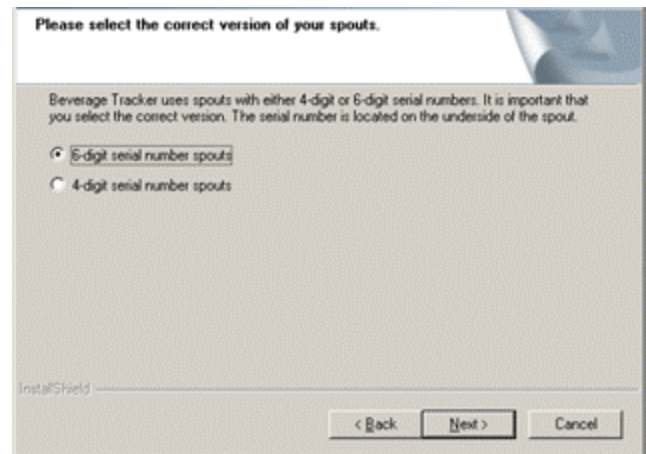 Please select the correct version of your spouts.
Beverage Tracker uses spouts with either 4-digit or 6-digit serial numbers. It is important that
you select the correct version. The serial number is located on the underside of the spout.
6-digit serial number spouts
4-digit serial number spouts
InstallShield
< Back Next > Cancel